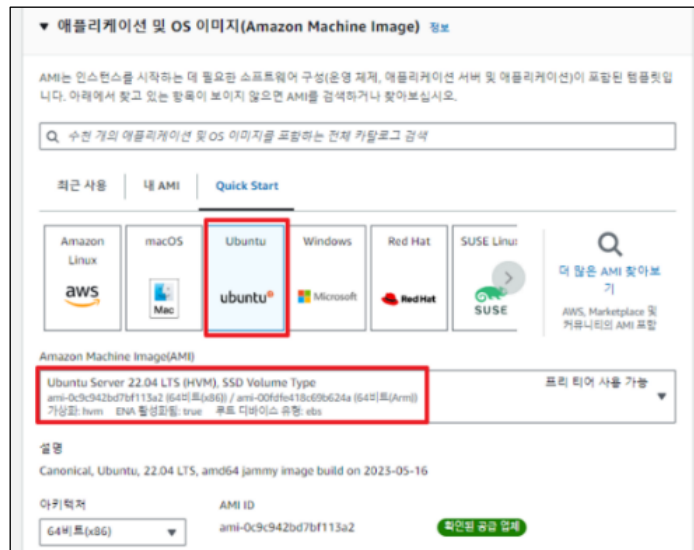 ▼ 애플리케이션 및 OS 이미지(Amazon Machine Image) 정보
AMI는 인스턴스를 시작하는 데 필요한 소프트웨어 구성(운영 체제, 애플리케이션 서버 및 애플리케이션)이 포함된 템플릿입
니다. 아래에서 찾고 있는 항목이 보이지 않으면 AMI를 검색하거나 찾아보십시오.
수천 개의 애플리케이션 및 OS 이미지를 포함하는 전체 카탈로그 검색
최근 사용 내 AMI Quick Start
Amazon Linux
aws
macOS
Mac
Ubuntu
ubuntu
Windows
Microsoft
Red Hat
Red Hat
SUSE Linux
SUSE
더 많은 AMI 찾아보
기
AWS, Marketplace 및
커뮤니티의 AMI 포함
Amazon Machine Image(AMI)
Ubuntu Server 22.04 LTS (HVM), SSD Volume Type 프리 티어 사용 가능
ami-0c9c942bd7bf113a2 (64비트(x86)) / ami-00fdfe418c69b624a (64비트(Arm))
가상화: hvm ENA 활성화됨: true 루트 디바이스 유형: ebs
설명
Canonical, Ubuntu, 22.04 LTS, amd64 jammy image build on 2023-05-16
아키텍처 AMI ID
64비트(x86) ami-0c9c942bd7bf113a2 확인된 공급 업체